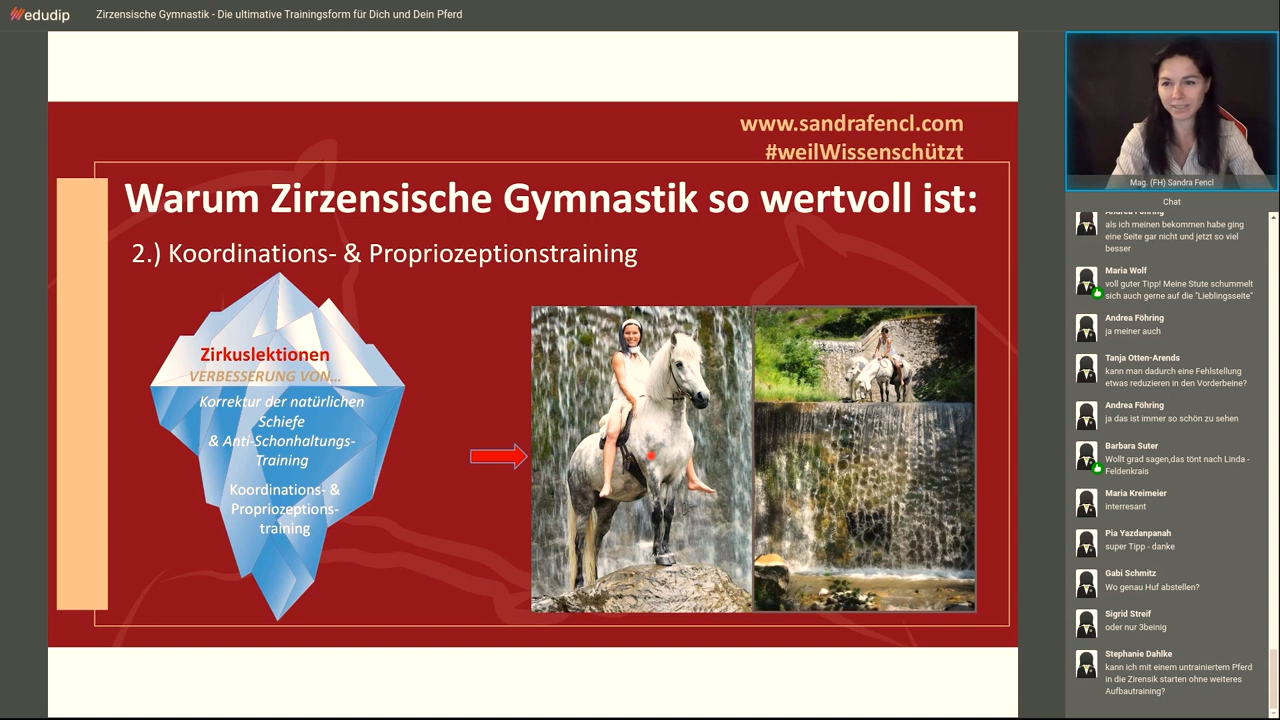 edudip
Zirzensische Gymnastik - Die ultimative Trainingsform für Dich und Dein Pferd
www.sandrafencl.com
#weilWissenschützt
Warum Zirzensische Gymnastik so wertvoll ist:
2.) Koordinations- & Propriozeptionstraining
Zirkuslektionen
VERBESSERUNG VON...
Korrektur der natürlichen
Schiefe
& Anti-Schonhaltungs-
Training
Koordinations- &
Propriozeptions-
training
Mag. (FH) Sandra Fencl
Chat
Andrea Föhring
als ich meinen bekommen habe ging
eine Seite gar nicht und jetzt so viel
besser
Maria Wolf
voll guter Tipp! Meine Stute schummelt
sich auch gerne auf die "Lieblingsseite"
Andrea Föhring
ja meiner auch
Tanja Otten-Arends
kann man dadurch eine Fehlstellung
etwas reduzieren in den Vorderbeine?
Andrea Föhring
ja das ist immer so schön zu sehen
Barbara Suter
Wollt grad sagen,das tönt nach Linda -
Feldenkrais
Maria Kreimeier
interresant
Pia Yazdanpanah
super Tipp - danke
Gabi Schmitz
Wo genau Huf abstellen?
Sigrid Streif
oder nur 3beinig
Stephanie Dahlke
kann ich mit einem untrainiertem Pferd
in die Zirensik starten ohne weiteres
Aufbautraining?